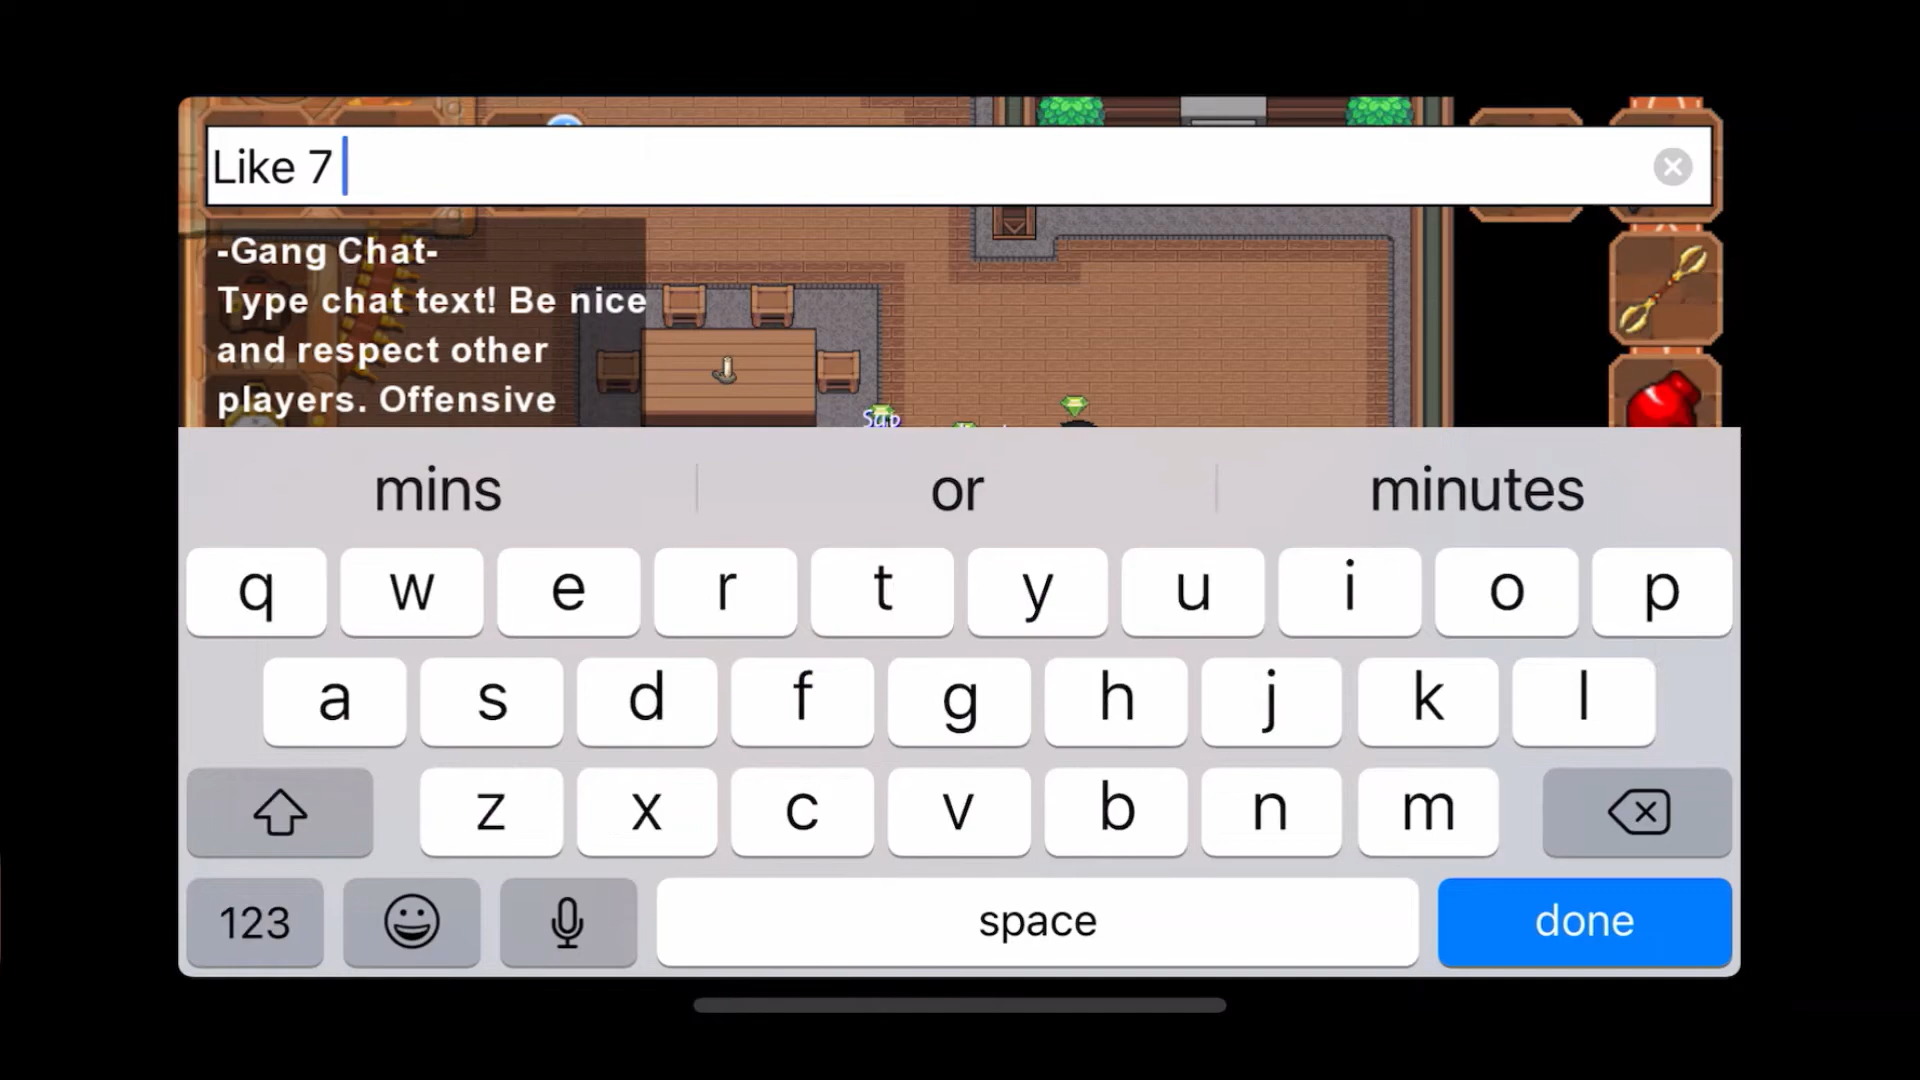 Like 7
-Gang Chat-
Type chat text! Be nice
and respect other
players. Offensive
Sup
mins or minutes
q w e r t y u i o p
a s d f g h j k l
z x c v b n m
123 space done